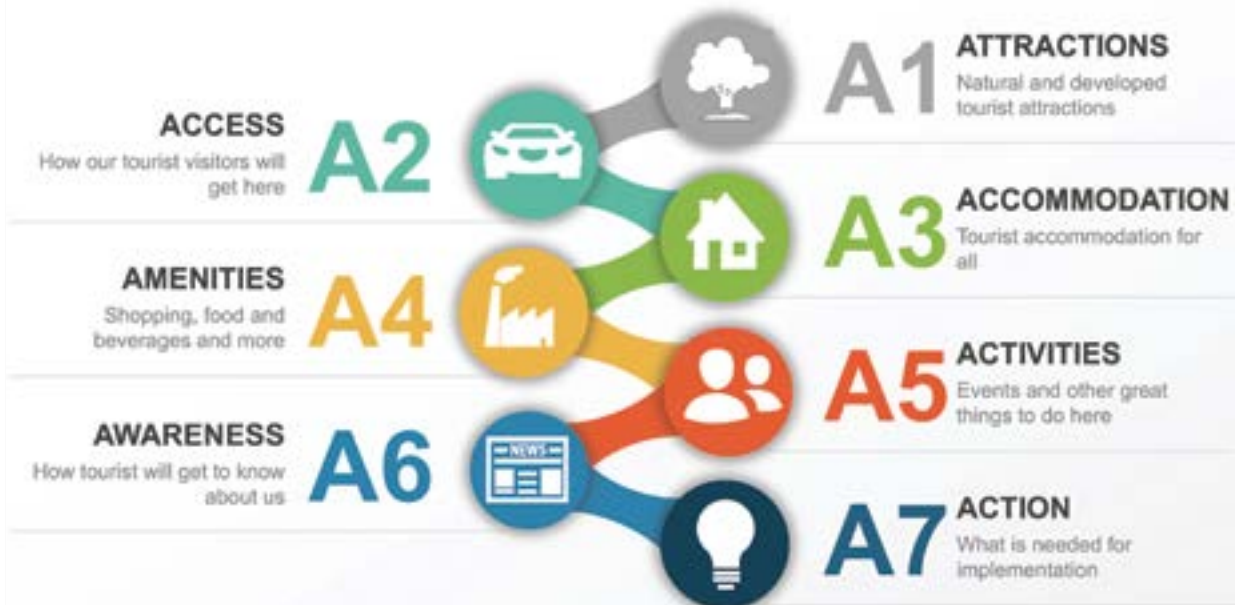 A1
ATTRACTIONS
Natural and developed
tourist attractions
ACCESS
How our tourist visitors will
get here
A2
A3
ACCOMMODATION
Tourist accommodation for
all
AMENITIES
Shopping, food and
beverages and more
A4
A5
ACTIVITIES
Events and other great
things to do here
AWARENESS
How tourist will get to know
about us
A6
NEWS
A7
ACTION
What is needed for
implementation